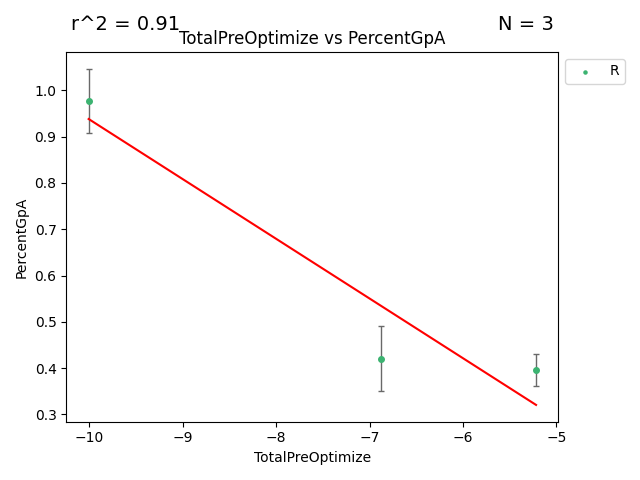 r^2 = 0.91
N = 3
TotalPreOptimize vs PercentGpA
R
1.0
0.9
0.8
0.7
0.6
0.5
0.4
0.3
PercentGpA
−10
−9
−8
−7
−6
−5
TotalPreOptimize